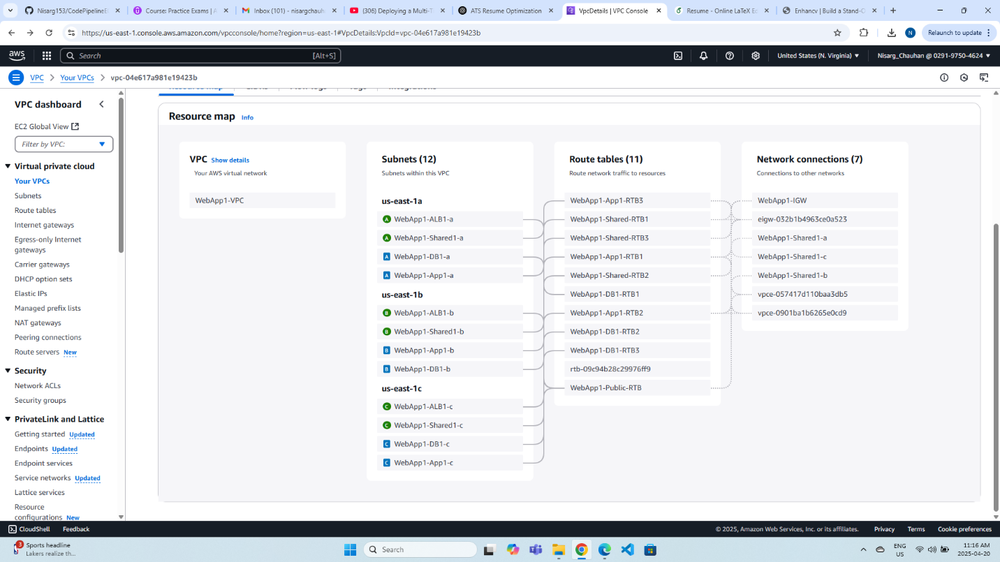 Nisarg153/CodePipelineE
Course: Practice Exams | A
Inbox (101) - nisargchauh
(306) Deploying a Multi-T
ATS Resume Optimization
VpcDetails | VPC Console
Resume - Online LaTeX Ed
Enhancv | Build a Stand-O
https://us-east-1.console.aws.amazon.com/vpcconsole/home?region=us-east-1#VpcDetails:VpcId=vpc-04e617a981e19423b
N
Relaunch to update
aws
Search
[Alt+S]
United States (N. Virginia)
Nisarg_Chauhan @ 0291-9750-4624
VPC
Your VPCs
vpc-04e617a981e19423b
VPC dashboard
EC2 Global View
Filter by VPC:
Virtual private cloud
Your VPCs
Subnets
Route tables
Internet gateways
Egress-only Internet
gateways
Carrier gateways
DHCP option sets
Elastic IPs
Managed prefix lists
NAT gateways
Peering connections
Route servers New
Security
Network ACLs
Security groups
PrivateLink and Lattice
Getting started Updated
Endpoints Updated
Endpoint services
Service networks Updated
Lattice services
Resource
configurations New
Resource map Info
VPC Show details
Your AWS virtual network
WebApp1-VPC
Subnets (12)
Subnets within this VPC
us-east-1a
A WebApp1-ALB1-a
A WebApp1-Shared1-a
A WebApp1-DB1-a
A WebApp1-App1-a
us-east-1b
B WebApp1-ALB1-b
B WebApp1-Shared1-b
B WebApp1-App1-b
B WebApp1-DB1-b
us-east-1c
C WebApp1-ALB1-c
C WebApp1-Shared1-c
C WebApp1-DB1-c
C WebApp1-App1-c
Route tables (11)
Route network traffic to resources
WebApp1-App1-RTB3
WebApp1-Shared-RTB1
WebApp1-Shared-RTB3
WebApp1-App1-RTB1
WebApp1-Shared-RTB2
WebApp1-DB1-RTB1
WebApp1-App1-RTB2
WebApp1-DB1-RTB2
WebApp1-DB1-RTB3
rtb-09c94b28c29976ff9
WebApp1-Public-RTB
Network connections (7)
Connections to other networks
WebApp1-IGW
eigw-032b1b4963ce0a523
WebApp1-Shared1-a
WebApp1-Shared1-c
WebApp1-Shared1-b
vpce-057417d110baa3db5
vpce-0901ba1b6265e0cd9
CloudShell
Feedback
© 2025, Amazon Web Services, Inc. or its affiliates.
Privacy
Terms
Cookie preferences
3
Sports headline
Lakers realize th...
Search
ENG
US
11:16 AM
2025-04-20